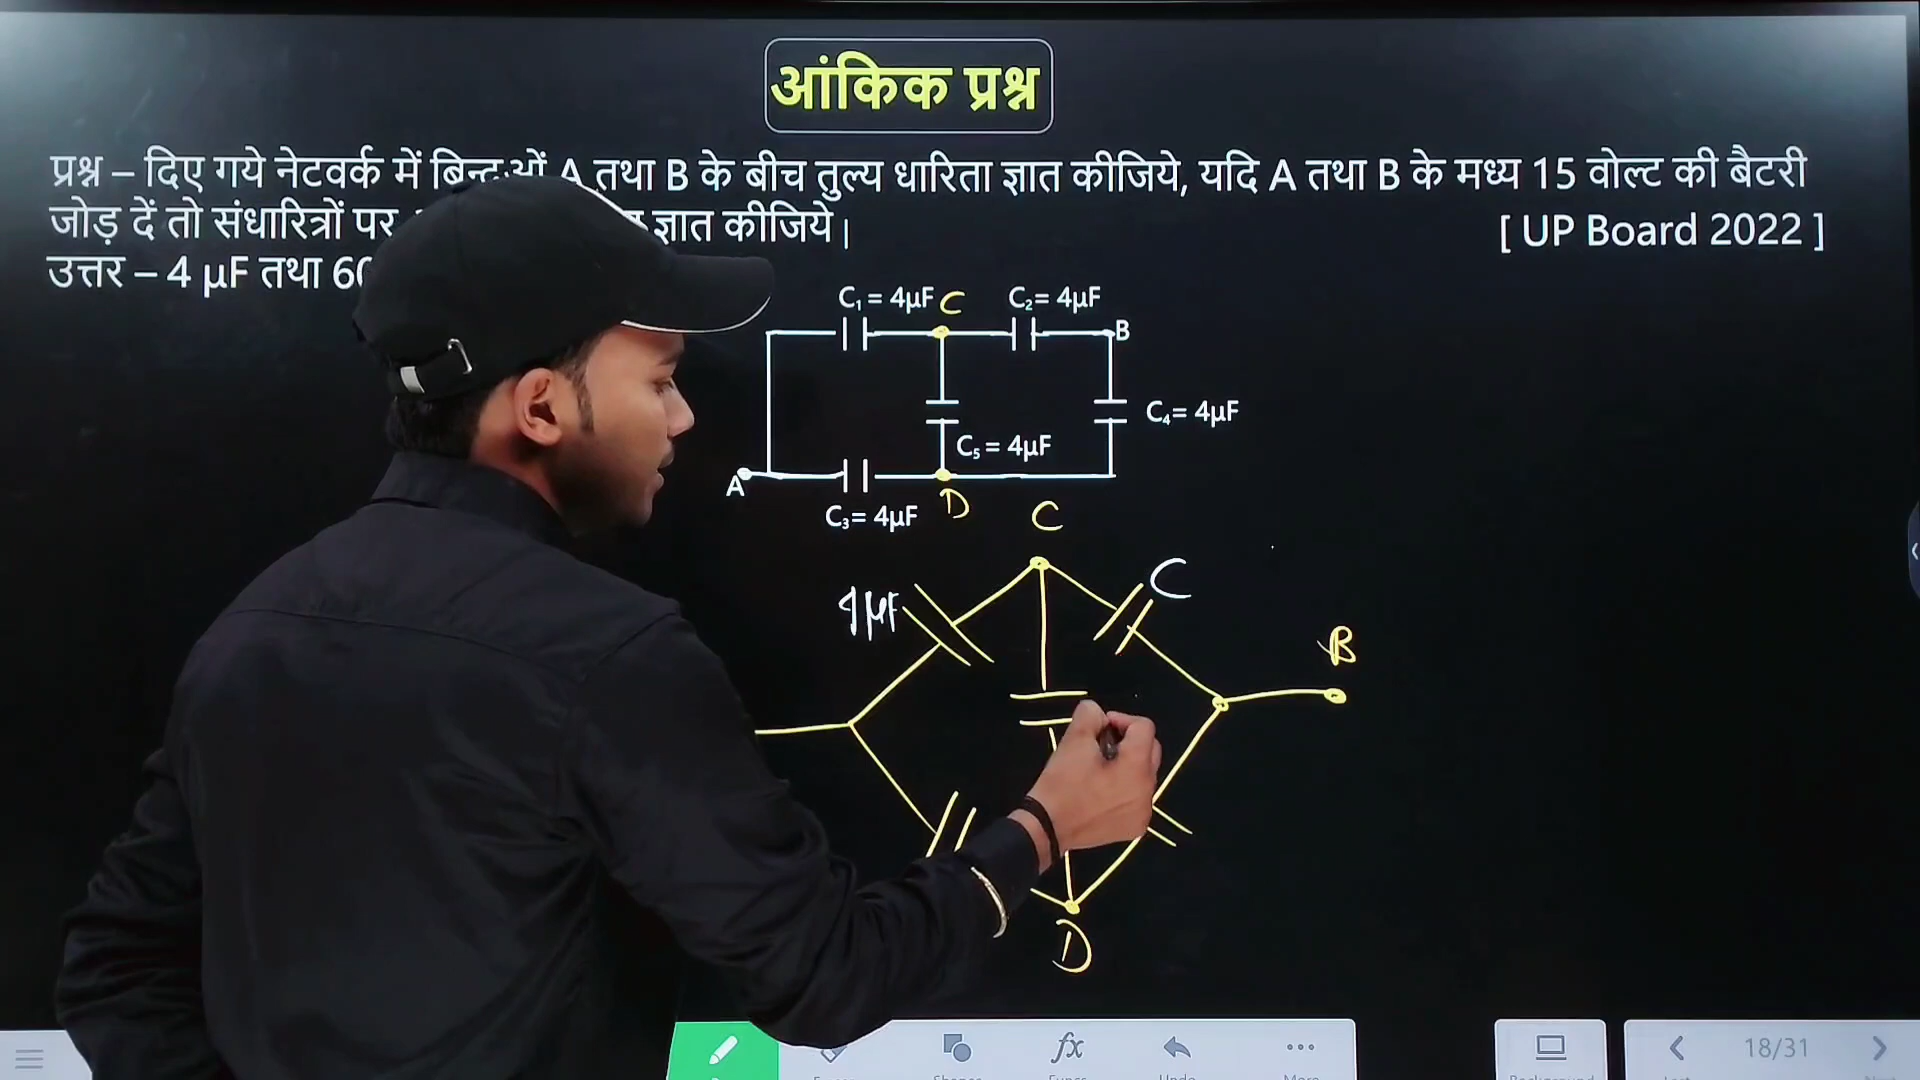 आंकिक प्रश्न
प्रश्न – दिए गये नेटवर्क में बिन्दुओं A तथा B के बीच तुल्य धारिता ज्ञात कीजिये, यदि A तथा B के मध्य 15 वोल्ट की बैटरी
जोड़ दें तो संधारित्रों पर ज्ञात कीजिये।
[ UP Board 2022 ]
उत्तर – 4 μF तथा
C₁ = 4μF C C₂= 4μF
B
C₄= 4μF
C₅ = 4μF
A
C₃= 4μF D
C
4μF C
B
D
fx
18/31